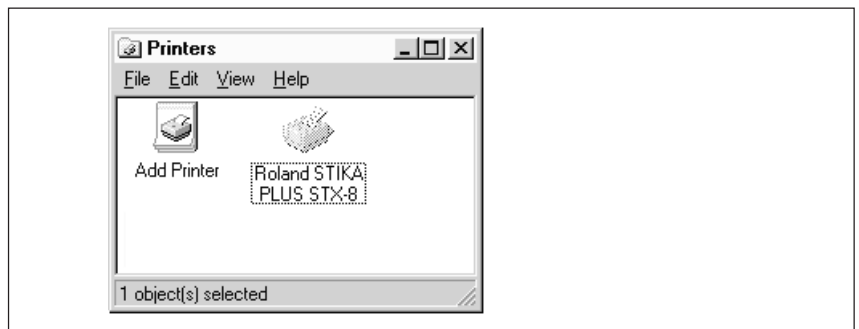 Printers
File Edit View Help
Add Printer
Roland STIKA
PLUS STX-8
1 object(s) selected